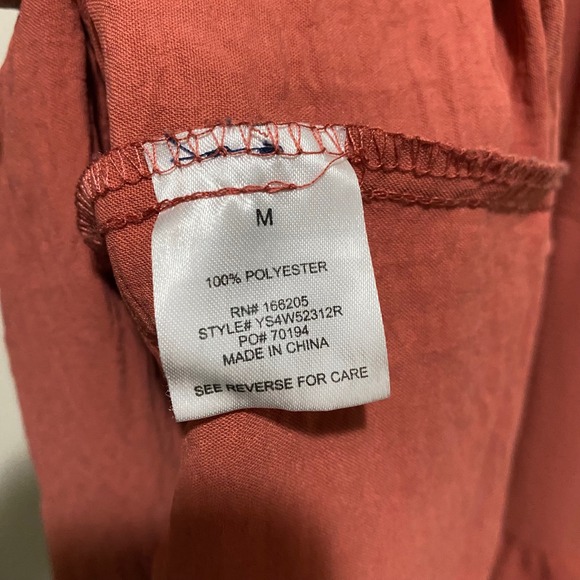 M
100% POLYESTER
RN# 166205
STYLE# YS4W52312R
PO# 70194
MADE IN CHINA
SEE REVERSE FOR CARE